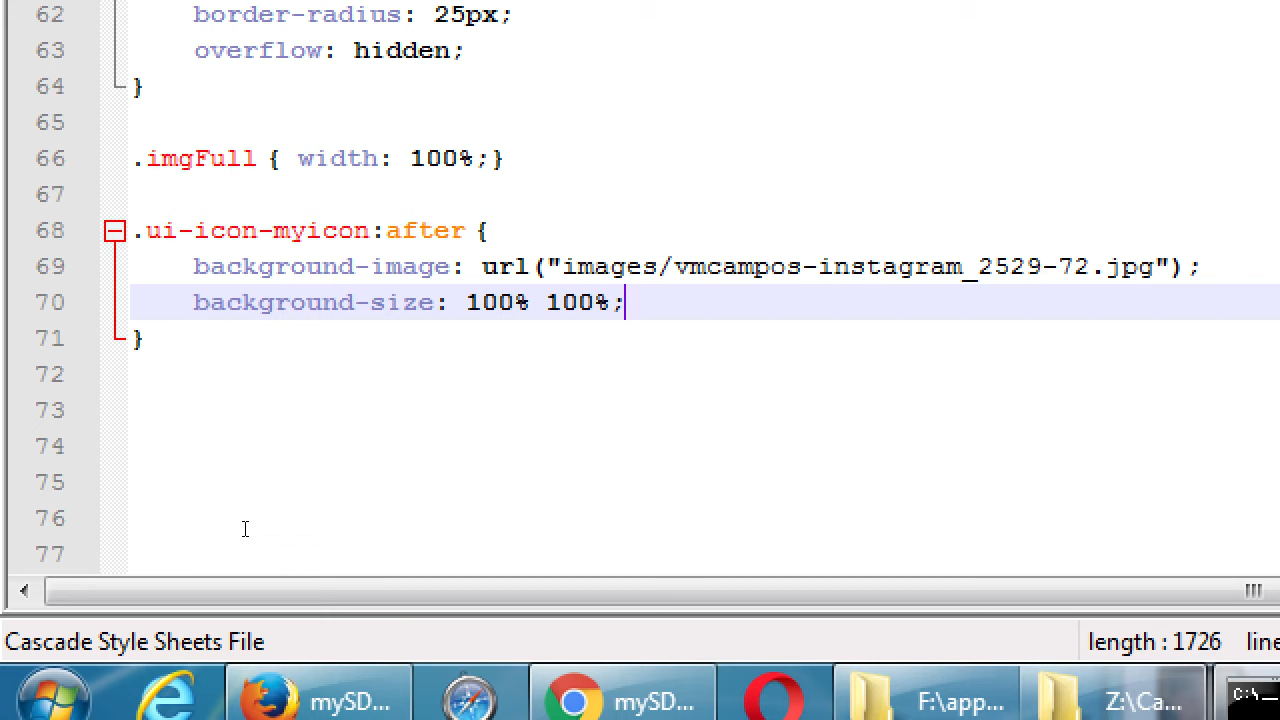 62 border-radius: 25px;
63 overflow: hidden;
64 }
65
66 .imgFull { width: 100%;}
67
68 .ui-icon-myicon:after {
69 background-image: url("images/vmcampos-instagram_2529-72.jpg");
70 background-size: 100% 100%;
71 }
72
73
74
75
76
77
Cascade Style Sheets File length : 1726 line
mySD... mySD... F:\app... Z:\Ca... C:\